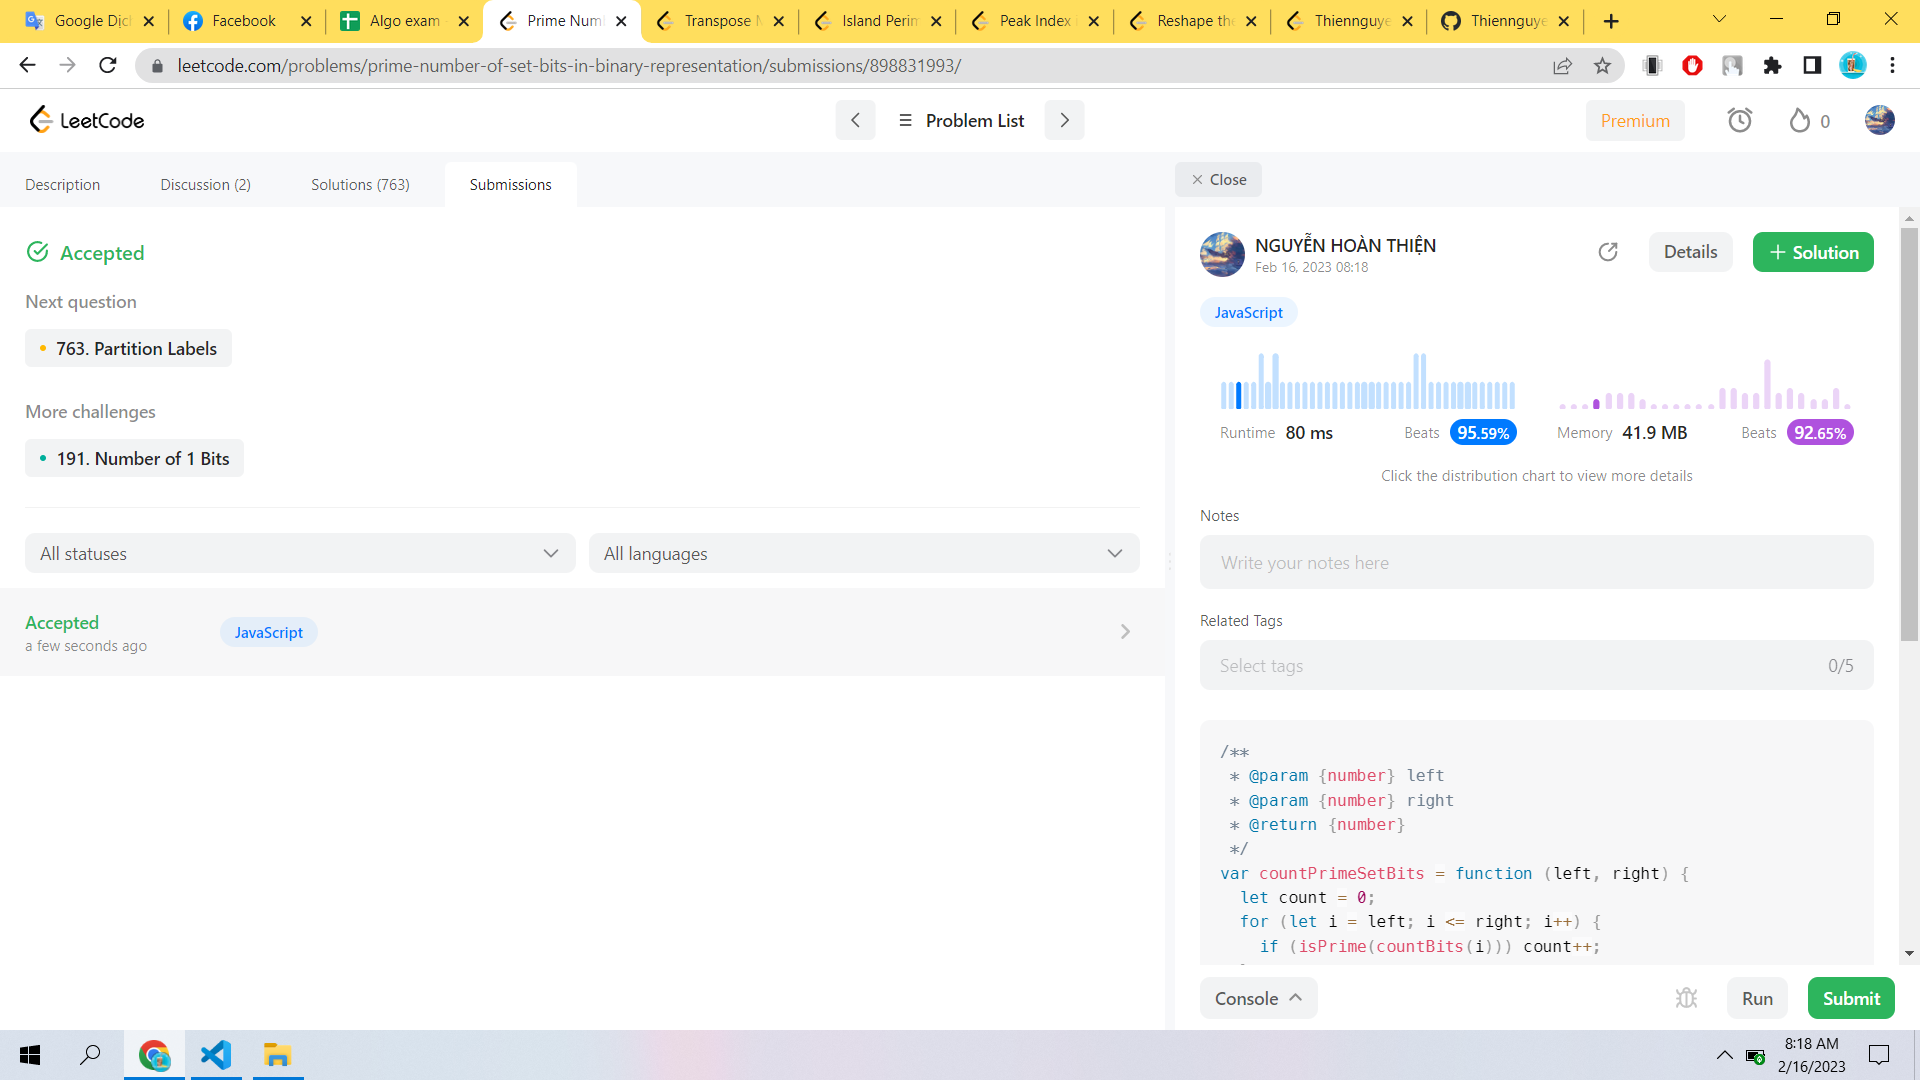 Google Dịch
Facebook
Algo exam
Prime Num
Transpose M
Island Perim
Peak Index i
Reshape the
Thiennguye
Thiennguye
leetcode.com/problems/prime-number-of-set-bits-in-binary-representation/submissions/898831993/
LeetCode
Problem List
Premium
0
Description
Discussion (2)
Solutions (763)
Submissions
Close
Accepted
Next question
763. Partition Labels
More challenges
191. Number of 1 Bits
All statuses
All languages
Accepted
a few seconds ago
JavaScript
NGUYỄN HOÀN THIỆN
Feb 16, 2023 08:18
Details
Solution
JavaScript
Runtime 80 ms
Beats 95.59%
Memory 41.9 MB
Beats 92.65%
Click the distribution chart to view more details
Notes
Write your notes here
Related Tags
Select tags
0/5
/**
 * @param {number} left
 * @param {number} right
 * @return {number}
 */
var countPrimeSetBits = function (left, right) {
  let count = 0;
  for (let i = left; i <= right; i++) {
    if (isPrime(countBits(i))) count++;
Console
Run
Submit
8:18 AM
2/16/2023